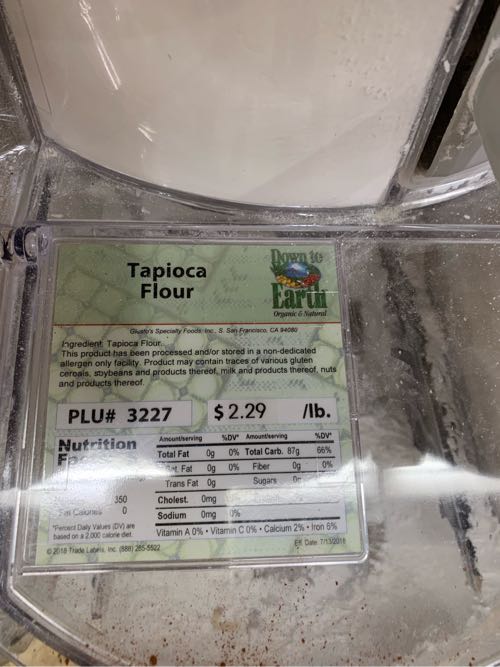 Tapioca
Flour
Down to
Earth
Organic & Natural
Giusto's Specialty Foods, Inc., S. San Francisco, CA 94080
Ingredient: Tapioca Flour.
This product has been processed and/or stored in a non-dedicated
allergen only facility. Product may contain traces of various gluten
cereals, soybeans and products thereof, milk and products thereof, nuts
and products thereof.
PLU# 3227
$2.29 /lb.
Nutrition
350
Fat Calories 0
*Percent Daily Values (DV) are
based on a 2,000 calorie diet.
Amount/serving %DV* Amount/serving %DV*
Total Fat 0g 0% Total Carb. 87g 66%
Fat 0g 0% Fiber 0g 0%
Trans Fat 0g Sugars 0g
Cholest. 0mg
Sodium 0mg 0%
Vitamin A 0% • Vitamin C 0% • Calcium 2% • Iron 6%
© 2018 Trade Labels, Inc. (888) 265-5522
Eff. Date: 7/13/2018